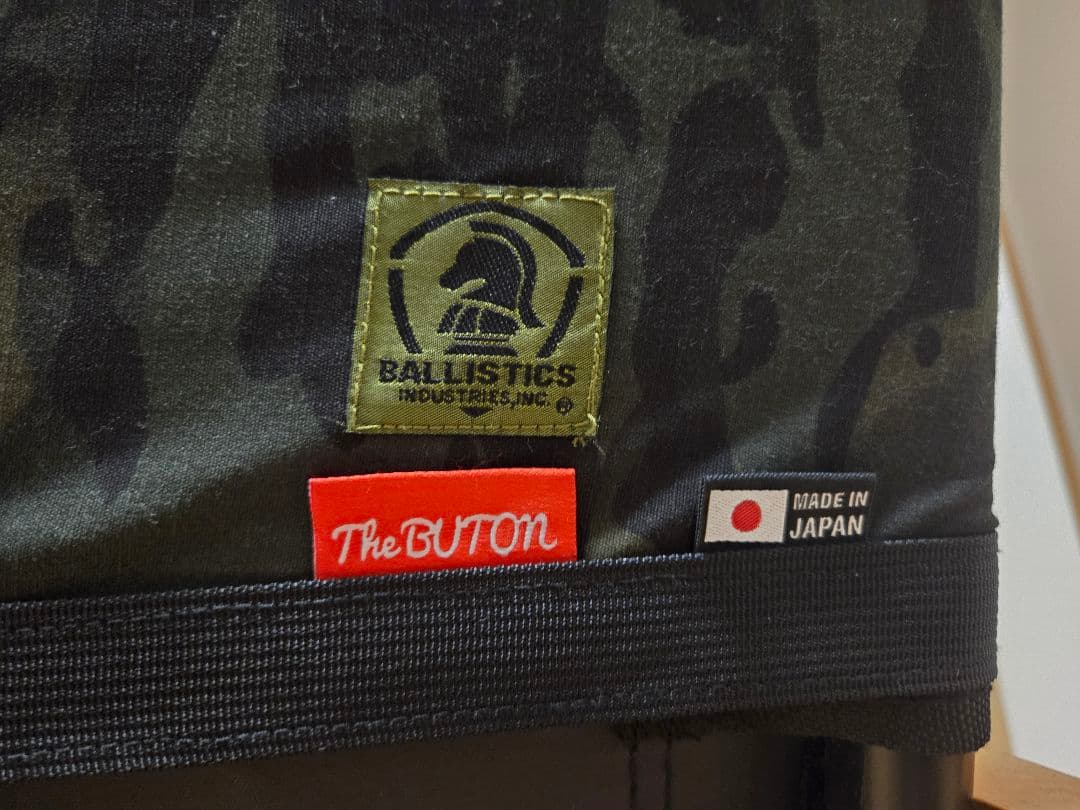 BALLISTICS
INDUSTRIES,INC. ®
The BUTON
MADE IN
JAPAN